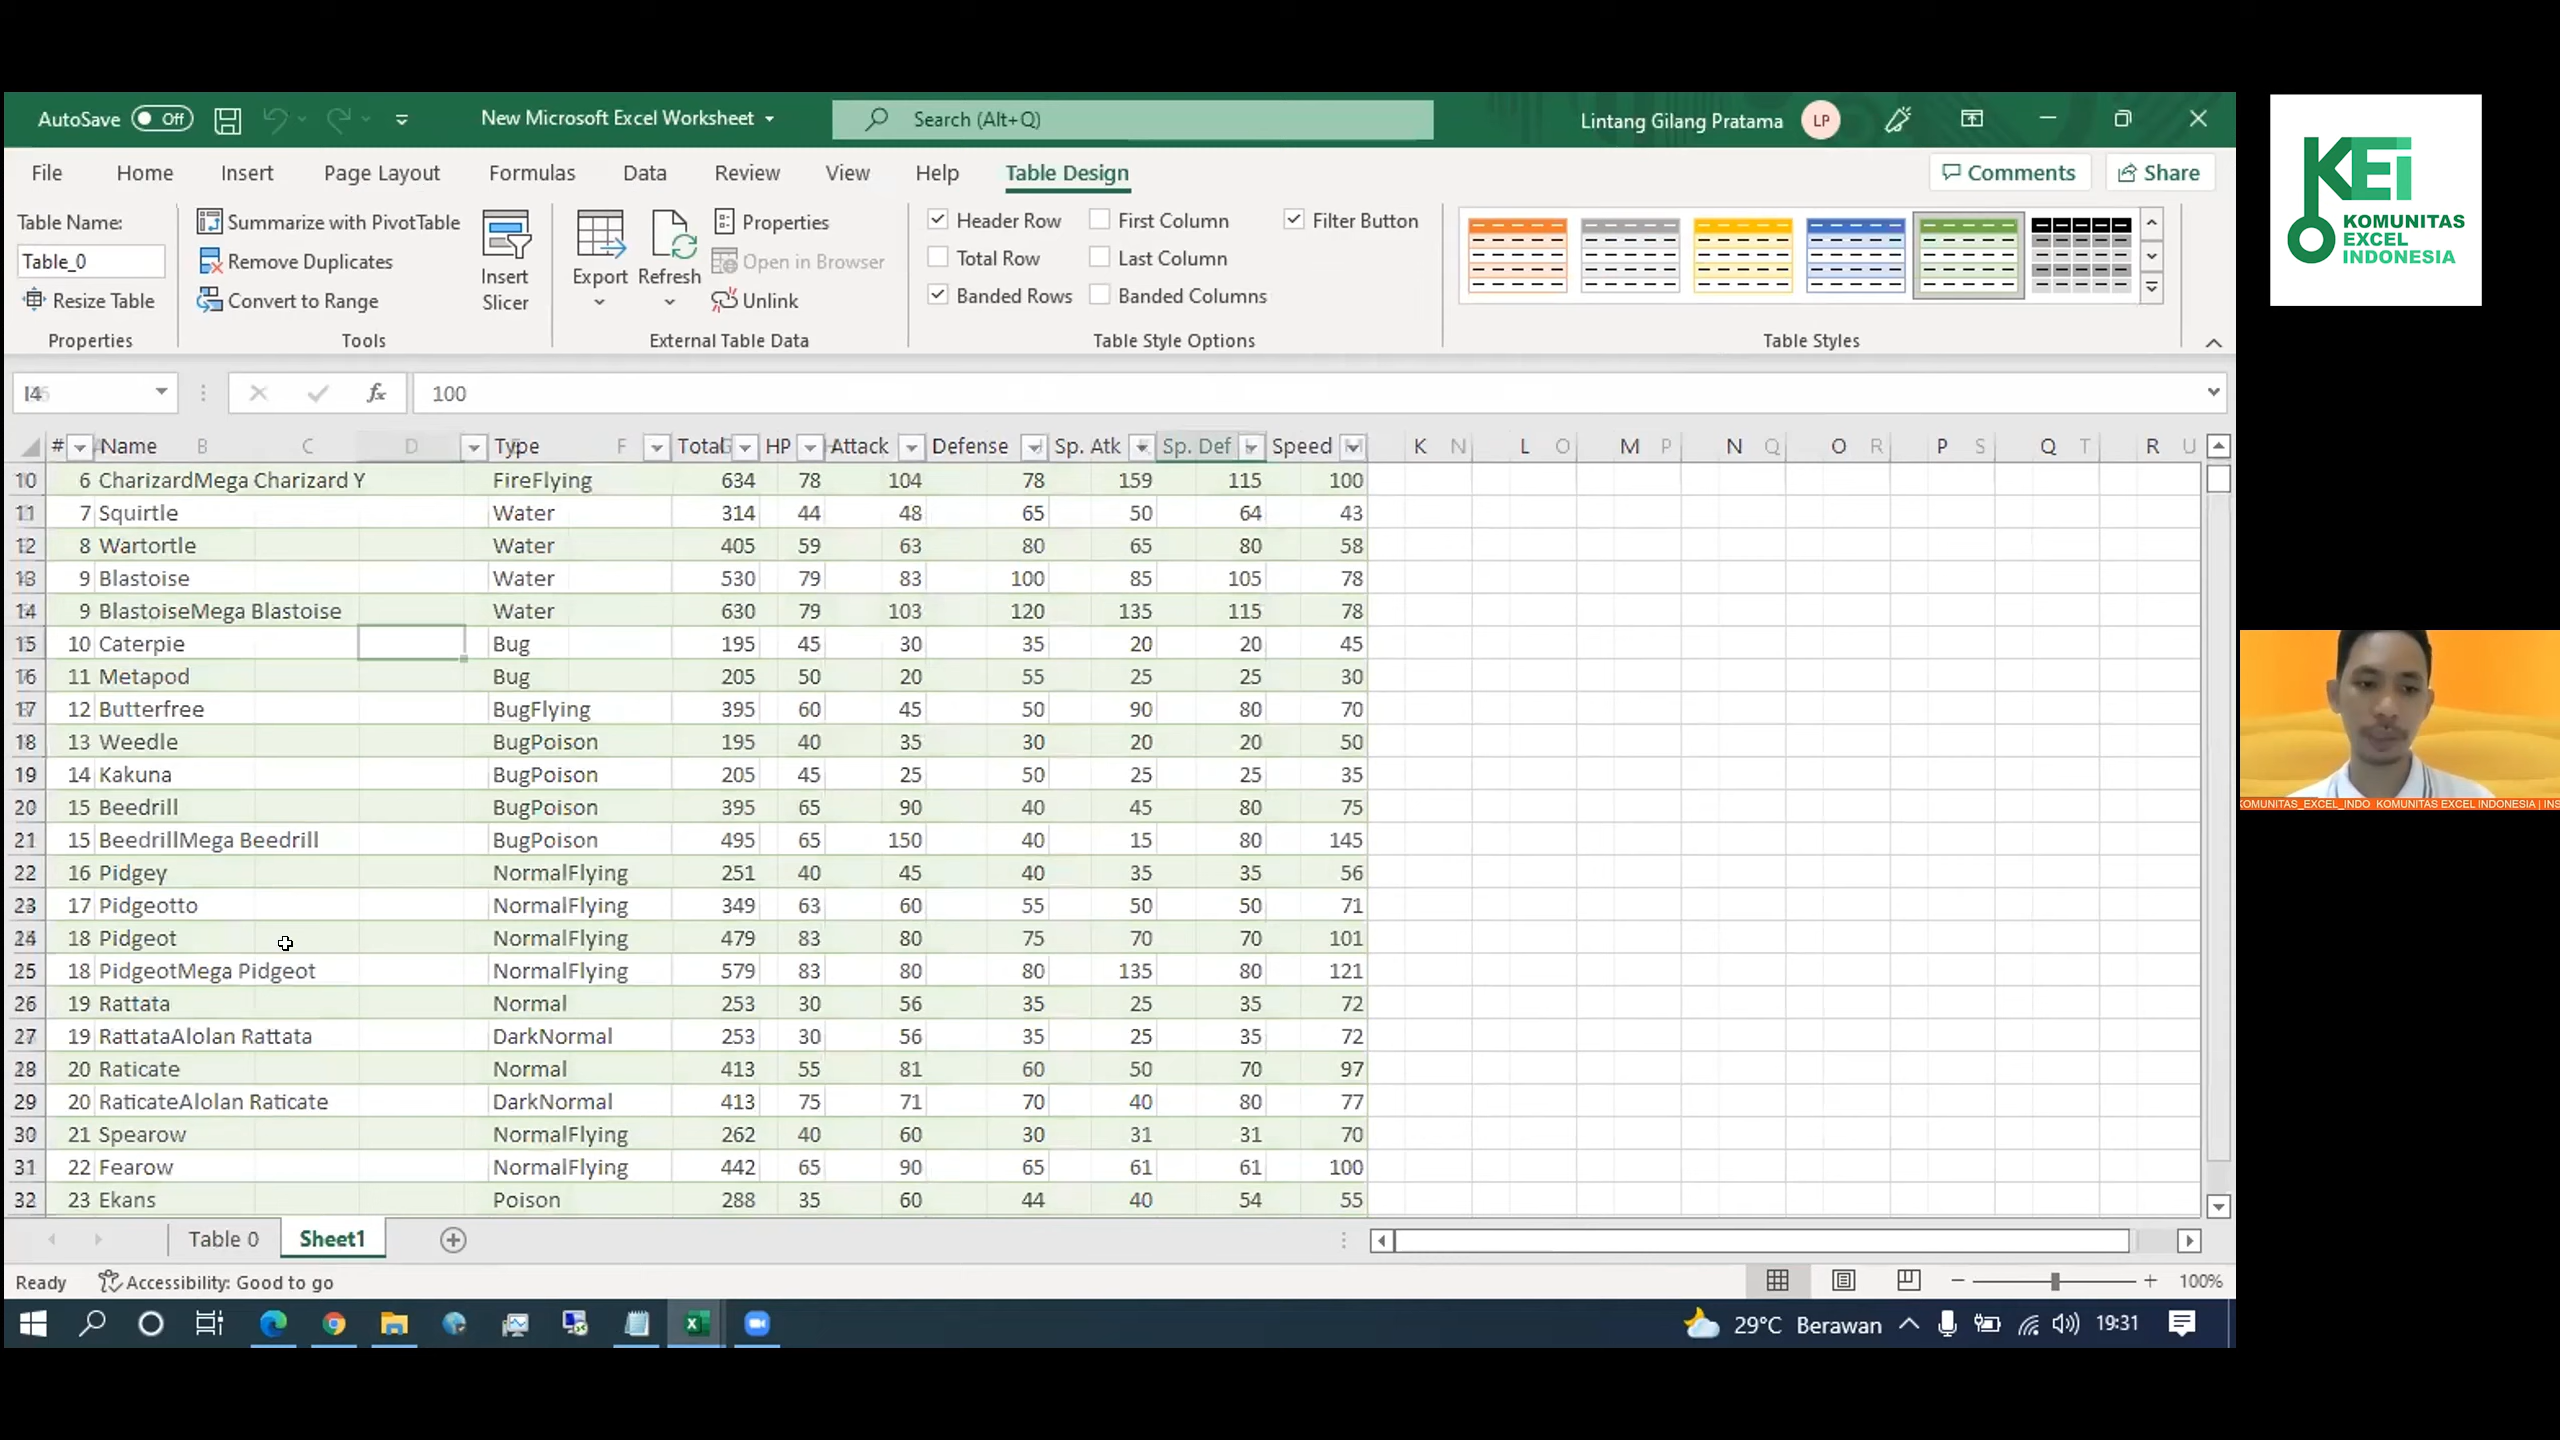 AutoSave Off New Microsoft Excel Worksheet Search (Alt+Q) Lintang Gilang Pratama LP
File Home Insert Page Layout Formulas Data Review View Help Table Design Comments Share
Table Name:
Table_0
Resize Table
Properties
Summarize with PivotTable
Remove Duplicates
Convert to Range
Insert
Slicer
Tools
Export
Refresh
Properties
Open in Browser
Unlink
External Table Data
Header Row First Column Filter Button
Total Row Last Column
Banded Rows Banded Columns
Table Style Options
Table Styles
fx 100
# Name B C D Type F Total HP Attack Defense Sp. Atk Sp. Def Speed K N L O M P N Q O R P S Q T R U
10 6 CharizardMega Charizard Y FireFlying 634 78 104 78 159 115 100
11 7 Squirtle Water 314 44 48 65 50 64 43
12 8 Wartortle Water 405 59 63 80 65 80 58
13 9 Blastoise Water 530 79 83 100 85 105 78
14 9 BlastoiseMega Blastoise Water 630 79 103 120 135 115 78
15 10 Caterpie Bug 195 45 30 35 20 20 45
16 11 Metapod Bug 205 50 20 55 25 25 30
17 12 Butterfree BugFlying 395 60 45 50 90 80 70
18 13 Weedle BugPoison 195 40 35 30 20 20 50
19 14 Kakuna BugPoison 205 45 25 50 25 25 35
20 15 Beedrill BugPoison 395 65 90 40 45 80 75
21 15 BeedrillMega Beedrill BugPoison 495 65 150 40 15 80 145
22 16 Pidgey NormalFlying 251 40 45 40 35 35 56
23 17 Pidgeotto NormalFlying 349 63 60 55 50 50 71
24 18 Pidgeot NormalFlying 479 83 80 75 70 70 101
25 18 PidgeotMega Pidgeot NormalFlying 579 83 80 80 135 80 121
26 19 Rattata Normal 253 30 56 35 25 35 72
27 19 RattataAlolan Rattata DarkNormal 253 30 56 35 25 35 72
28 20 Raticate Normal 413 55 81 60 50 70 97
29 20 RaticateAlolan Raticate DarkNormal 413 75 71 70 40 80 77
30 21 Spearow NormalFlying 262 40 60 30 31 31 70
31 22 Fearow NormalFlying 442 65 90 65 61 61 100
32 23 Ekans Poison 288 35 60 44 40 54 55
Table 0 Sheet1
Ready Accessibility: Good to go 100%
29°C Berawan 19:31
KEi
KOMUNITAS
EXCEL
INDONESIA
KOMUNITAS_EXCEL_INDO KOMUNITAS EXCEL INDONESIA | INS